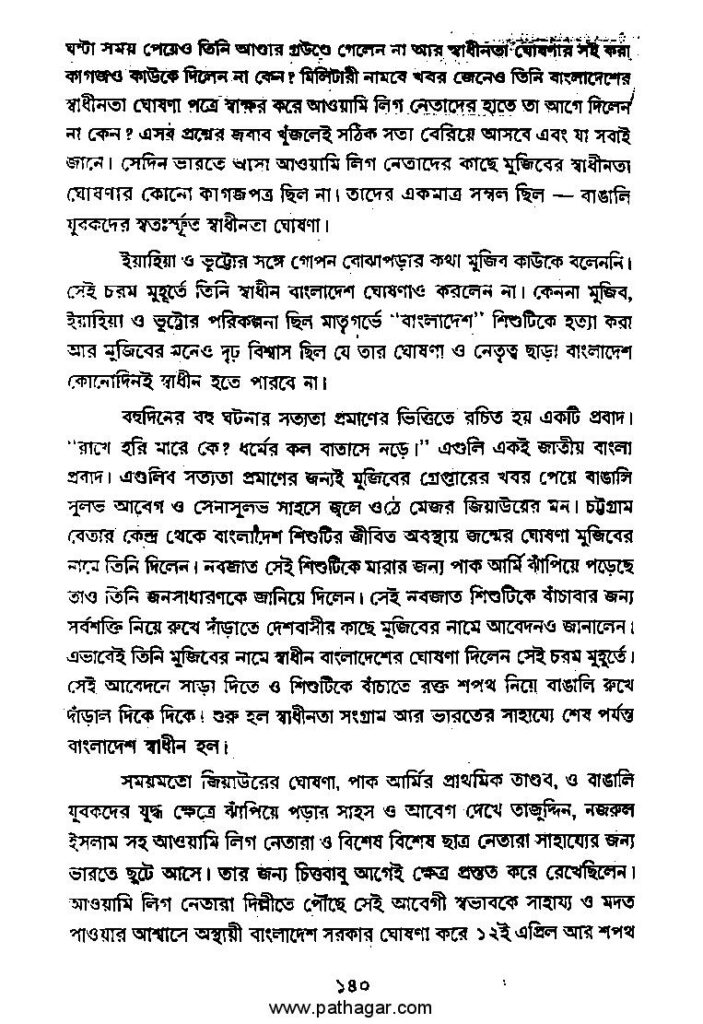 ঘণ্টা সময় পেয়েও তিনি আণ্ডার গ্রউণ্ডে গেলেন না আর স্বাধীনতা ঘোষণার সই করা
কাগজও কাউকে দিলেন না কেন? মিলিটারী নামবে খবর জেনেও তিনি বাংলাদেশের
স্বাধীনতা ঘোষণা পত্রে স্বাক্ষর করে আওয়ামি লিগ নেতাদের হাতে তা আগে দিলেন
না কেন? এসব প্রশ্নের জবাব খুঁজলেই সঠিক সত্য বেরিয়ে আসবে এবং যা সবাই
জানে। সেদিন ভারতে আসা আওয়ামি লিগ নেতাদের কাছে মুজিবের স্বাধীনতা
ঘোষণার কোনো কাগজপত্র ছিল না। তাদের একমাত্র সম্বল ছিল — বাঙালি
যুবকদের স্বতঃর্স্ফূত স্বাধীনতা ঘোষণা।
ইয়াহিয়া ও ভুট্টোর সঙ্গে গোপন বোঝাপড়ার কথা মুজিব কাউকে বলেননি।
সেই চরম মুহূর্তে তিনি স্বাধীন বাংলাদেশ ঘোষণাও করলেন না। কেননা মুজিব,
ইয়াহিয়া ও ভুট্টোর পরিকল্পনা ছিল মাতৃগর্ভে “বাংলাদেশ” শিশুটিকে হত্যা করা
আর মুজিবের মনেও দৃঢ় বিশ্বাস ছিল যে তার ঘোষণা ও নেতৃত্ব ছাড়া বাংলাদেশ
কোনোদিনই স্বাধীন হতে পারবে না।
বহুদিনের বহু ঘটনার সত্যতা প্রমাণের ভিত্তিতে রচিত হয় একটি প্রবাদ।
“রাখে হরি মারে কে? ধর্মের কল বাতাসে নড়ে।” এগুলি একই জাতীয় বাংলা
প্রবাদ। এগুলিব সত্যতা প্রমাণের জন্যই মুজিবের গ্রেপ্তারের খবর পেয়ে বাঙালি
সুলভ আবেগ ও সেনাসুলভ সাহসে জ্বলে ওঠে মেজর জিয়াউরের মন। চট্টগ্রাম
বেতার কেন্দ্র থেকে বাংলাদেশ শিশুটির জীবিত অবস্থায় জন্মের ঘোষণা মুজিবের
নামে তিনি দিলেন। নবজাত সেই শিশুটিকে মারার জন্য পাক আর্মি ঝাঁপিয়ে পড়েছে
তাও তিনি জনসাধারণকে জানিয়ে দিলেন। সেই নবজাত শিশুটিকে বাঁচাবার জন্য
সর্বশক্তি নিয়ে রুখে দাঁড়াতে দেশবাসীর কাছে মুজিবের নামে আবেদনও জানালেন।
এভাবেই তিনি মুজিবের নামে স্বাধীন বাংলাদেশের ঘোষণা দিলেন সেই চরম মুহূর্তে।
সেই আবেদনে সাড়া দিতে ও শিশুটিকে বাঁচাতে রক্ত শপথ নিয়ে বাঙালি রুখে
দাঁড়াল দিকে দিকে। শুরু হল স্বাধীনতা সংগ্রাম আর ভারতের সাহায্যে শেষ পর্যন্ত
বাংলাদেশ স্বাধীন হল।
সময়মতো জিয়াউরের ঘোষণা, পাক আর্মির প্রাথমিক তাণ্ডব, ও বাঙালি
যুবকদের যুদ্ধ ক্ষেত্রে ঝাঁপিয়ে পড়ার সাহস ও আবেগ দেখে তাজুদ্দিন, নজরুল
ইসলাম সহ আওয়ামি লিগ নেতারা ও বিশেষ বিশেষ ছাত্র নেতারা সাহায্যের জন্য
ভারতে ছুটে আসে। তার জন্য চিত্তবাবু আগেই ক্ষেত্র প্রস্তুত করে রেখেছিলেন।
আওয়ামি লিগ নেতারা দিল্লীতে পৌঁছে সেই আবেগী স্বভাবকে সাহায্য ও মদত
পাওয়ার আশ্বাসে অস্থায়ী বাংলাদেশ সরকার ঘোষণা করে ১২ই এপ্রিল আর শপথ
১৪০
www.pathagar.com